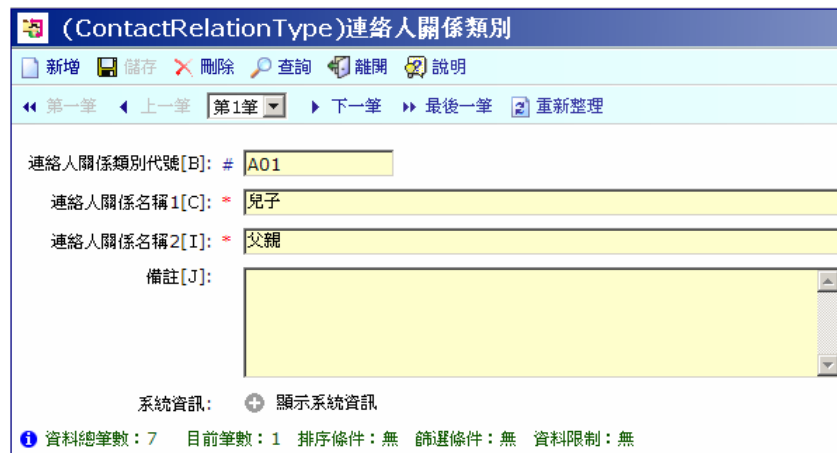 (ContactRelationType)連絡人關係類別
新增 儲存 刪除 查詢 離開 說明
第一筆 上一筆 第1筆 下一筆 最後一筆 重新整理
連絡人關係類別代號[B]: # A01
連絡人關係名稱1[C]: * 兒子
連絡人關係名稱2[I]: * 父親
備註[J]:
系統資訊: 顯示系統資訊
資料總筆數：7 目前筆數：1 排序條件：無 篩選條件：無 資料限制：無